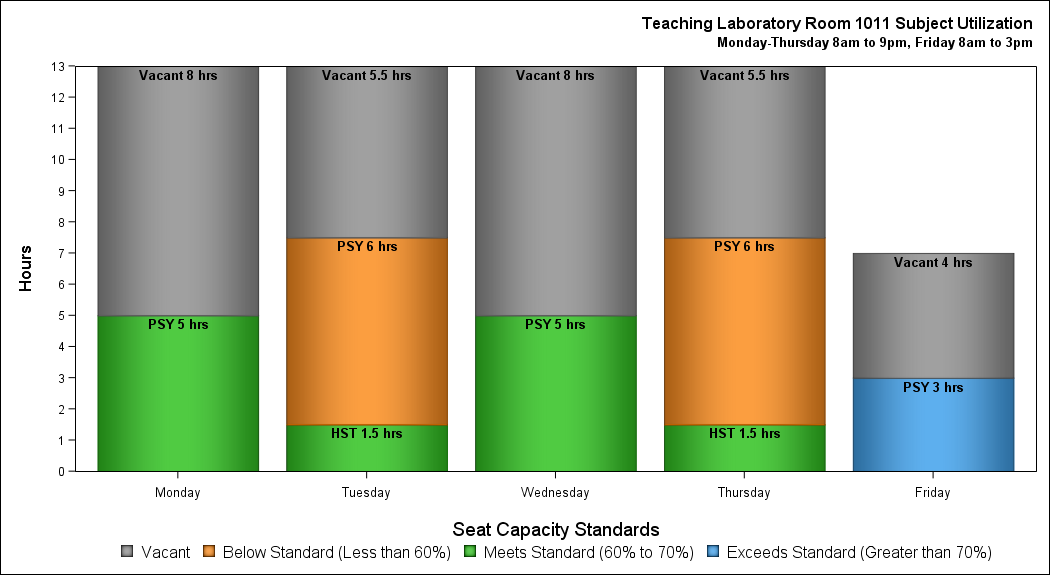 Teaching Laboratory Room 1011 Subject Utilization
Monday-Thursday 8am to 9pm, Friday 8am to 3pm
Hours
13
12
11
10
9
8
7
6
5
4
3
2
1
0
Vacant 8 hrs
PSY 5 hrs
Vacant 5.5 hrs
PSY 6 hrs
HST 1.5 hrs
Vacant 8 hrs
PSY 5 hrs
Vacant 5.5 hrs
PSY 6 hrs
HST 1.5 hrs
Vacant 4 hrs
PSY 3 hrs
Monday Tuesday Wednesday Thursday Friday
Seat Capacity Standards
Vacant Below Standard (Less than 60%) Meets Standard (60% to 70%) Exceeds Standard (Greater than 70%)